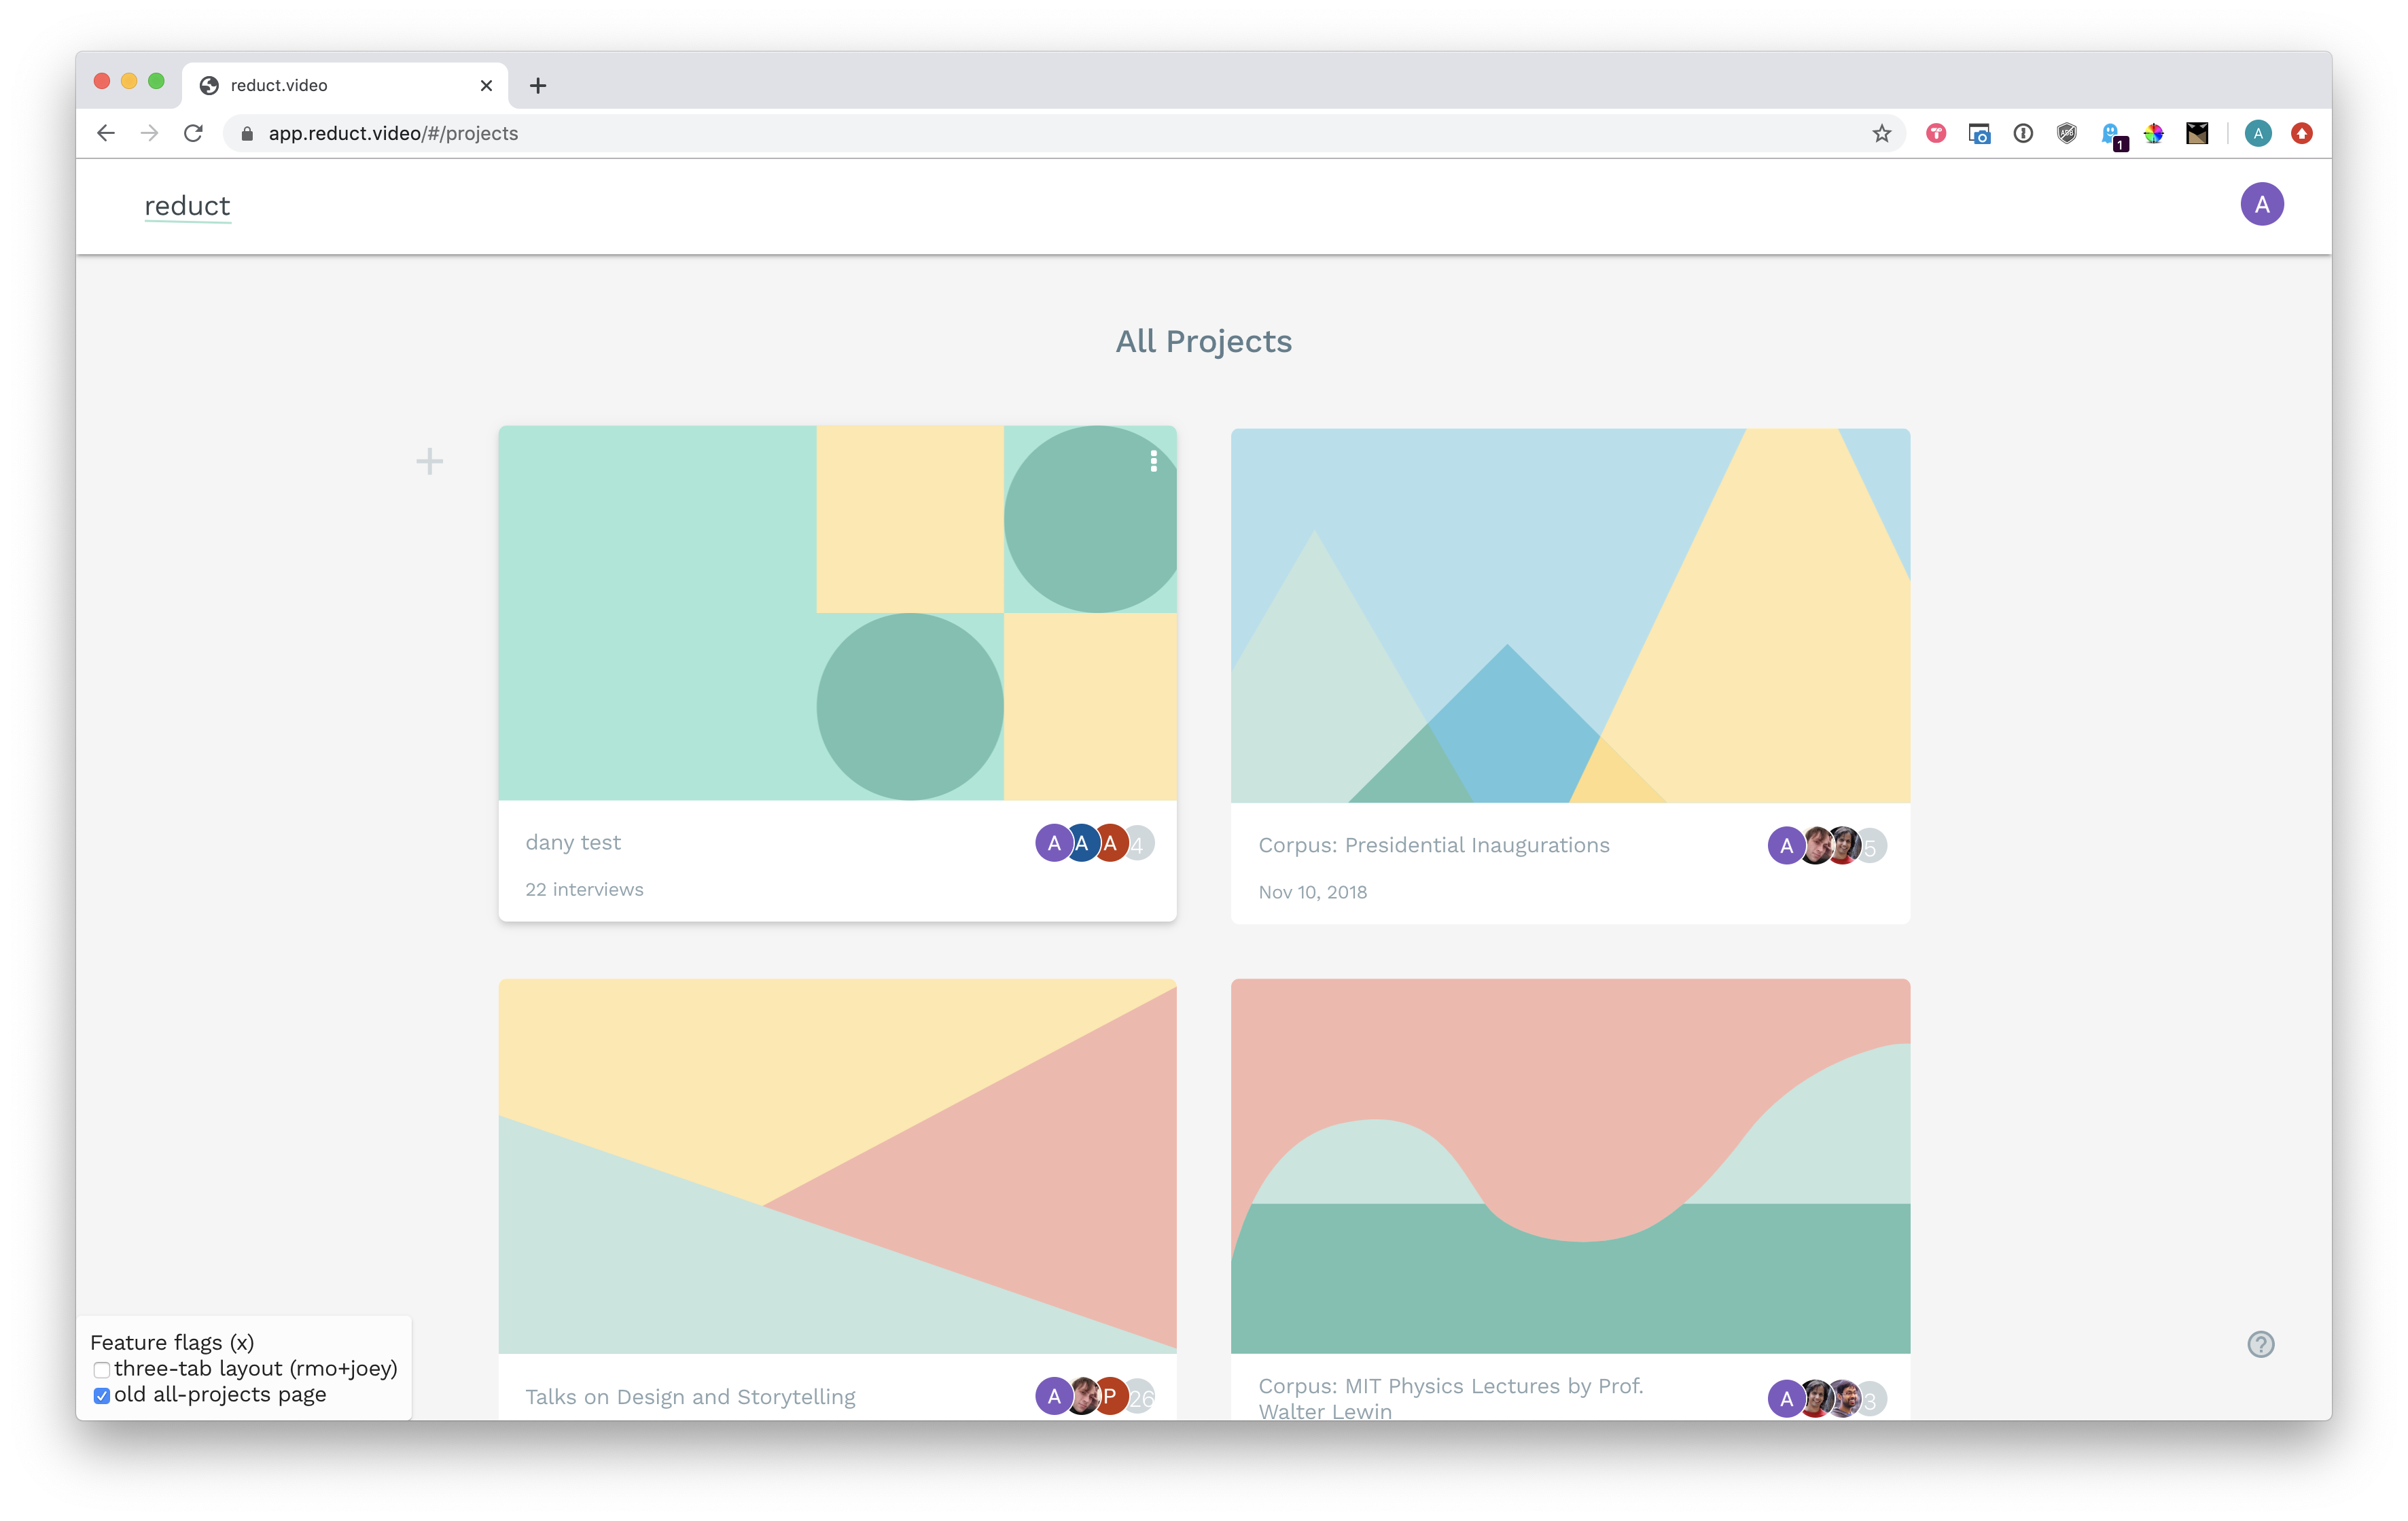 reduct.video
app.reduct.video/#/projects
1
A
reduct
A
All Projects
dany test
A A A 4
22 interviews
Corpus: Presidential Inaugurations
A 5
Nov 10, 2018
Talks on Design and Storytelling
A P 26
Corpus: MIT Physics Lectures by Prof.
Walter Lewin
A 3
Feature flags (x)
three-tab layout (rmo+joey)
old all-projects page
?